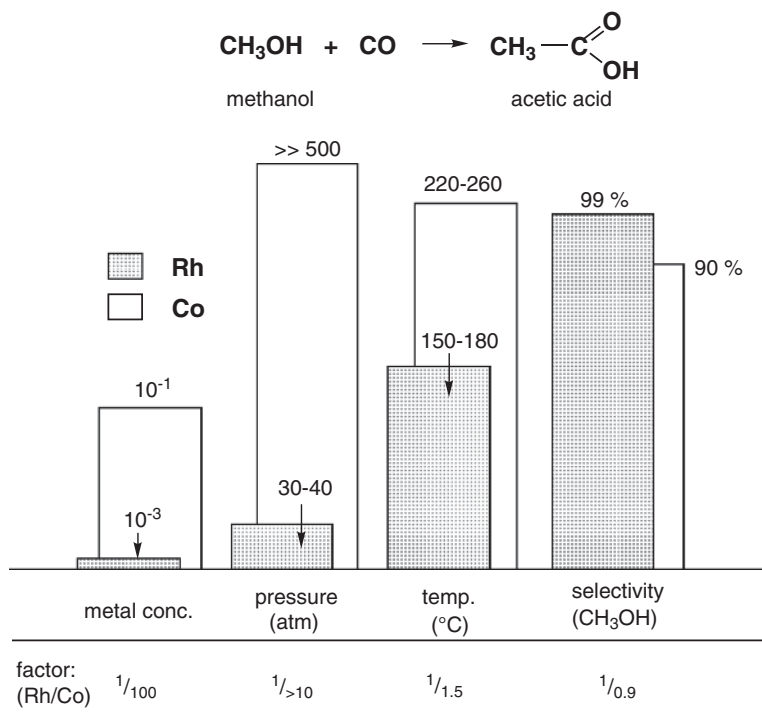 CH₃OH + CO → CH₃—C(=O)OH
methanol acetic acid
>> 500
220-260
99 %
90 %
Rh
Co
150-180
10⁻¹
30-40
10⁻³
metal conc. pressure (atm) temp. (°C) selectivity (CH₃OH)
factor: (Rh/Co) 1/100 1/>10 1/1.5 1/0.9